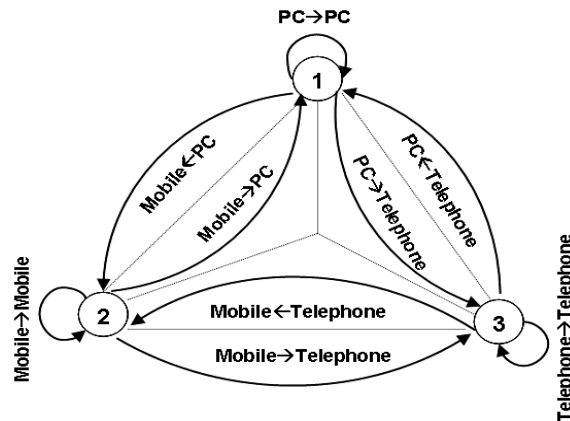 PC→PC
1
Mobile←PC
Mobile→PC
PC→Telephone
PC←Telephone
Mobile→Mobile
2
Mobile←Telephone
Mobile→Telephone
3
Telephone→Telephone